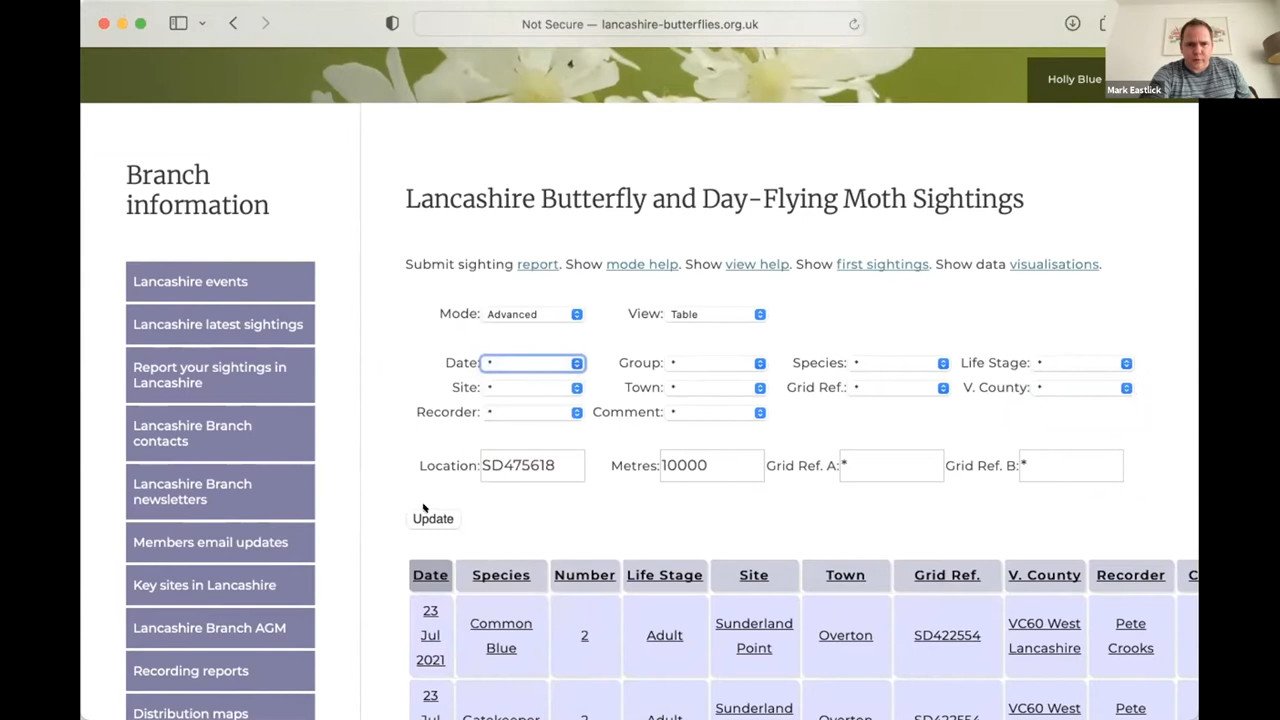 Not Secure — lancashire-butterflies.org.uk
Holly Blue
Mark Eastlick
Branch
information
Lancashire events
Lancashire latest sightings
Report your sightings in
Lancashire
Lancashire Branch
contacts
Lancashire Branch
newsletters
Members email updates
Key sites in Lancashire
Lancashire Branch AGM
Recording reports
Distribution maps
Lancashire Butterfly and Day-Flying Moth Sightings
Submit sighting report. Show mode help. Show view help. Show first sightings. Show data visualisations.
Mode: Advanced View: Table
Date: * Group: * Species: * Life Stage: *
Site: * Town: * Grid Ref.: * V. County: *
Recorder: * Comment: *
Location: SD475618 Metres: 10000 Grid Ref. A: * Grid Ref. B: *
Update
Date Species Number Life Stage Site Town Grid Ref. V. County Recorder C
23 Jul 2021 Common Blue 2 Adult Sunderland Point Overton SD422554 VC60 West Lancashire Pete Crooks
23 Jul Gatekeeper 2 Adult Sunderland Overton SD422554 VC60 West Pete